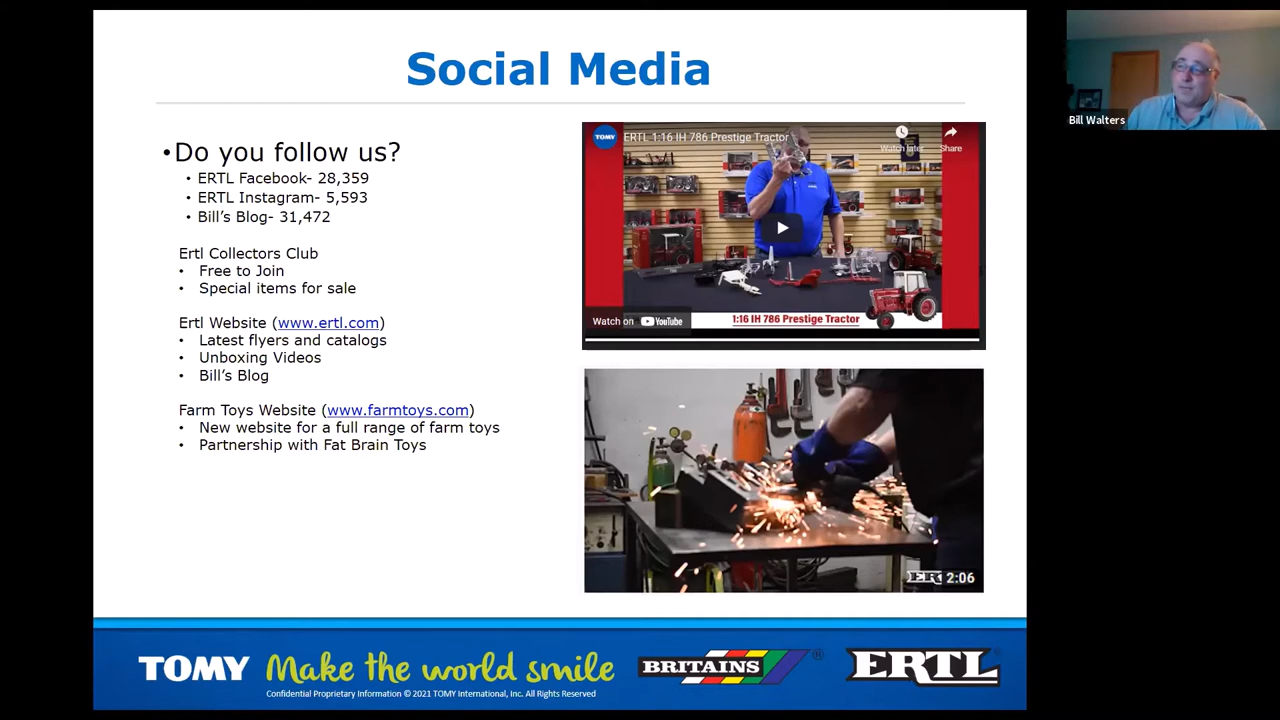 Social Media
•Do you follow us?
• ERTL Facebook- 28,359
• ERTL Instagram- 5,593
• Bill's Blog- 31,472
Ertl Collectors Club
• Free to Join
• Special items for sale
Ertl Website (www.ertl.com)
• Latest flyers and catalogs
• Unboxing Videos
• Bill's Blog
Farm Toys Website (www.farmtoys.com)
• New website for a full range of farm toys
• Partnership with Fat Brain Toys
TOMY
ERTL 1:16 IH 786 Prestige Tractor
Watch later
Share
Watch on YouTube
1:16 IH 786 Prestige Tractor
2:06
TOMY Make the world smile
BRITAINS ®
ERTL
Confidential Proprietary Information © 2021 TOMY International, Inc. All Rights Reserved
Bill Walters